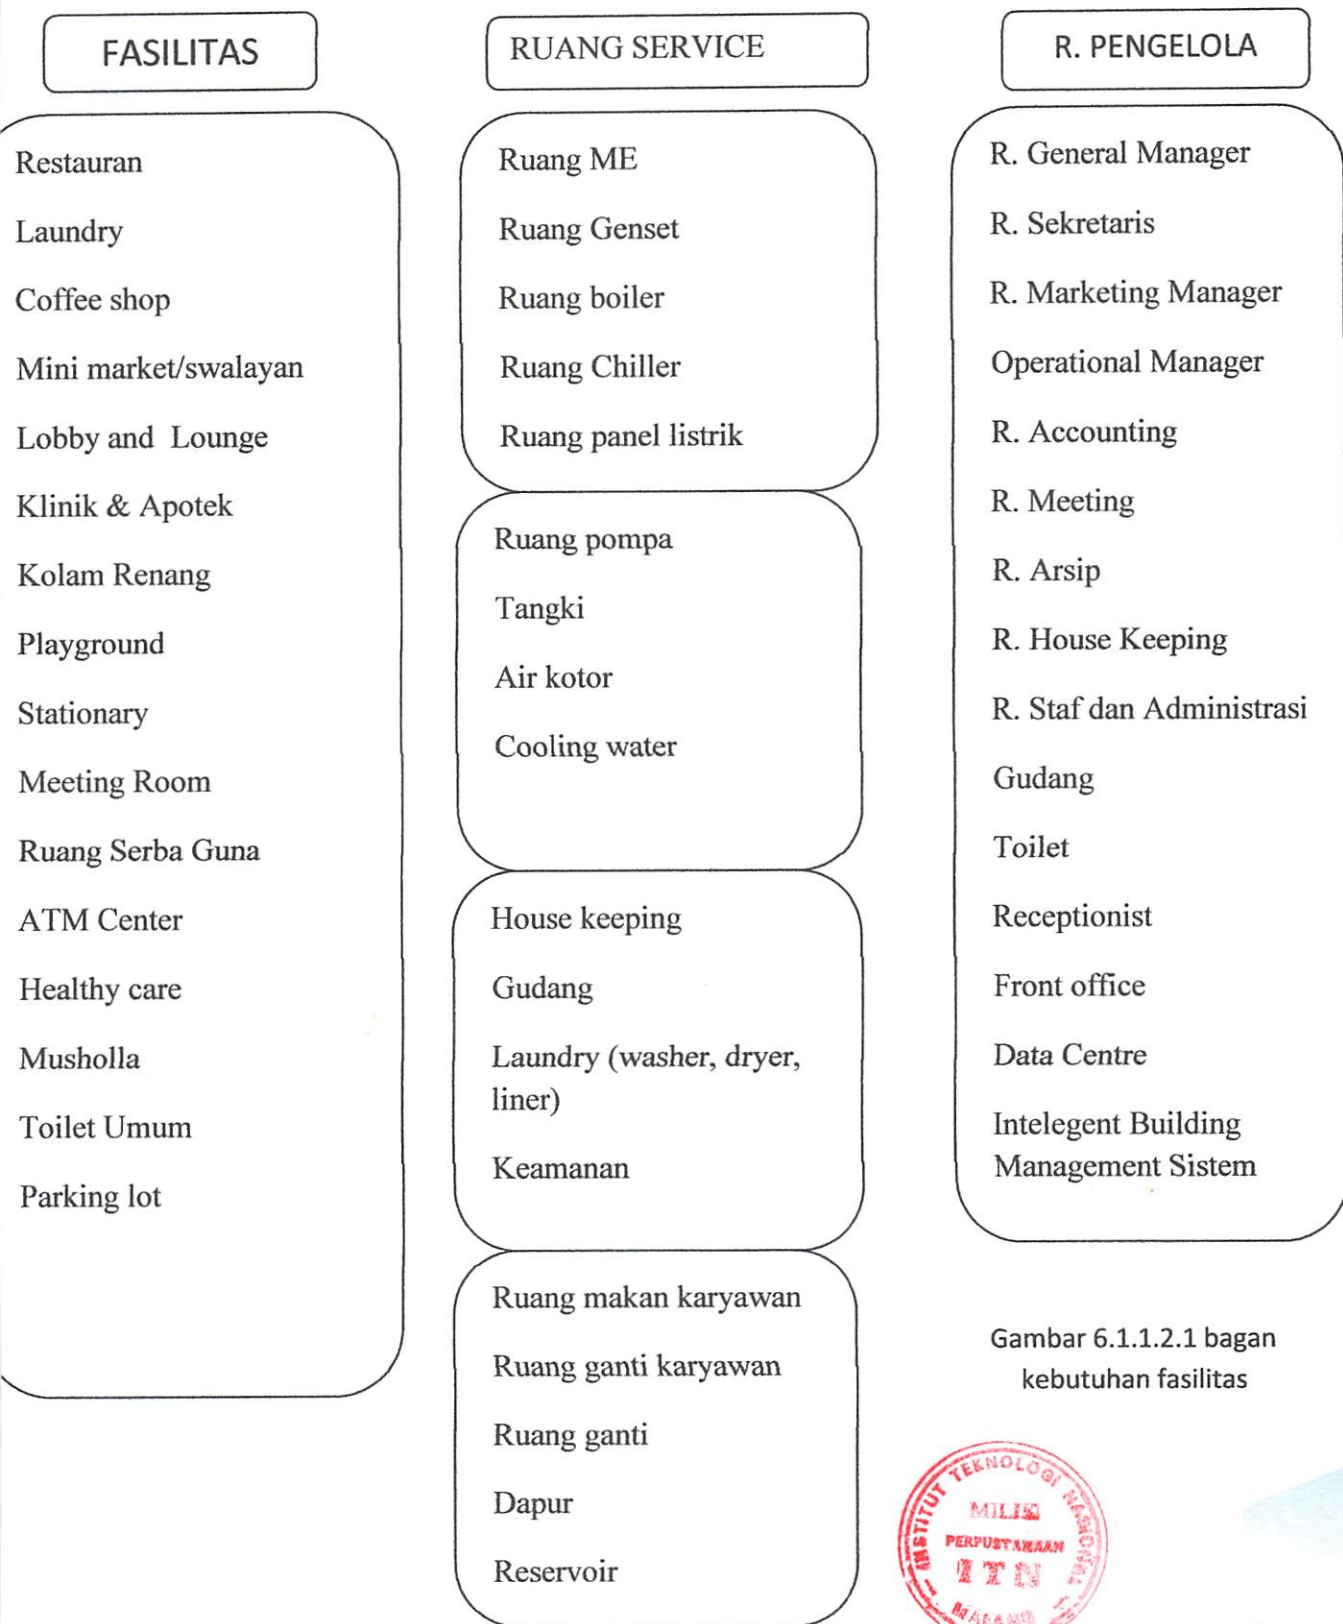 FASILITAS
Restauran
Laundry
Coffee shop
Mini market/swalayan
Lobby and Lounge
Klinik & Apotek
Kolam Renang
Playground
Stationary
Meeting Room
Ruang Serba Guna
ATM Center
Healthy care
Musholla
Toilet Umum
Parking lot
RUANG SERVICE
Ruang ME
Ruang Genset
Ruang boiler
Ruang Chiller
Ruang panel listrik
Ruang pompa
Tangki
Air kotor
Cooling water
House keeping
Gudang
Laundry (washer, dryer,
liner)
Keamanan
Ruang makan karyawan
Ruang ganti karyawan
Ruang ganti
Dapur
Reservoir
R. PENGELOLA
R. General Manager
R. Sekretaris
R. Marketing Manager
Operational Manager
R. Accounting
R. Meeting
R. Arsip
R. House Keeping
R. Staf dan Administrasi
Gudang
Toilet
Receptionist
Front office
Data Centre
Intelegent Building
Management Sistem
Gambar 6.1.1.2.1 bagan
kebutuhan fasilitas
INSTITUT TEKNOLOGI NASIONAL
MILIK
PERPUSTAKAAN
ITN
MALANG